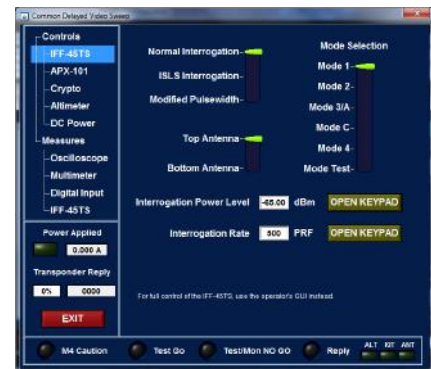 Common Delayed Video Sweep
Controls
IFF-45TS
APX-101
Crypto
Altimeter
DC Power
Measures
Oscilloscope
Multimeter
Digital Input
IFF-45TS
Power Applied
0.000 A
Transponder Reply
0% 0000
EXIT
Normal Interrogation
ISLS Interrogation
Modified Pulsewidth
Top Antenna
Bottom Antenna
Mode Selection
Mode 1
Mode 2
Mode 3/A
Mode C
Mode 4
Mode Test
Interrogation Power Level -65.00 dBm OPEN KEYPAD
Interrogation Rate 500 PRF OPEN KEYPAD
For full control of the IFF-45TS, use the operator's GUI instead.
M4 Caution Test Go Test/Mon NO GO Reply ALT KIT ANT